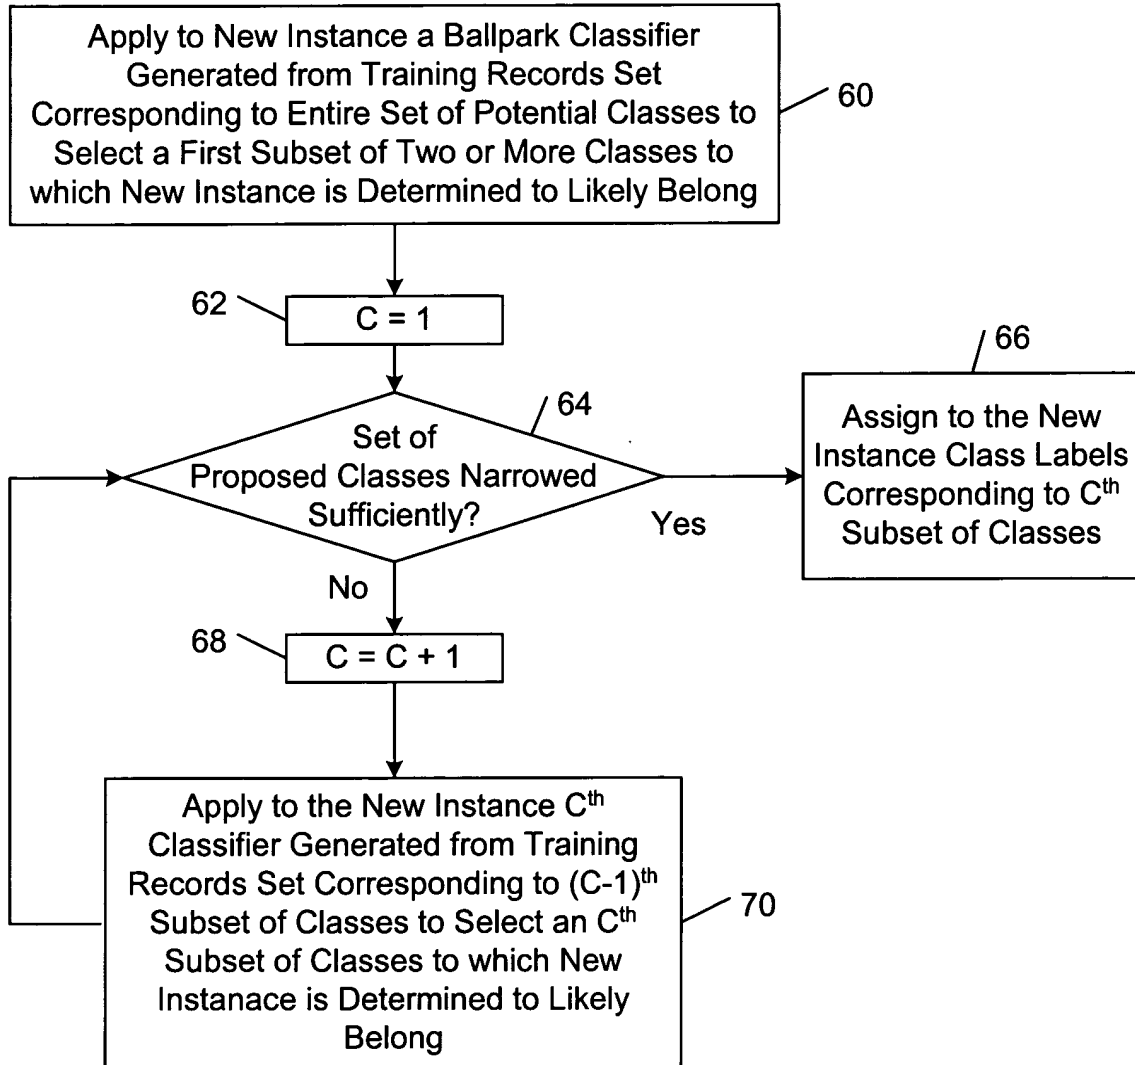 Apply to New Instance a Ballpark Classifier
Generated from Training Records Set
Corresponding to Entire Set of Potential Classes to
Select a First Subset of Two or More Classes to
which New Instance is Determined to Likely Belong
60
62
C = 1
66
64
Set of
Proposed Classes Narrowed
Sufficiently?
Yes
Assign to the New
Instance Class Labels
Corresponding to Cth
Subset of Classes
No
68
C = C + 1
Apply to the New Instance Cth
Classifier Generated from Training
Records Set Corresponding to (C-1)th
Subset of Classes to Select an Cth
Subset of Classes to which New
Instanace is Determined to Likely
Belong
70